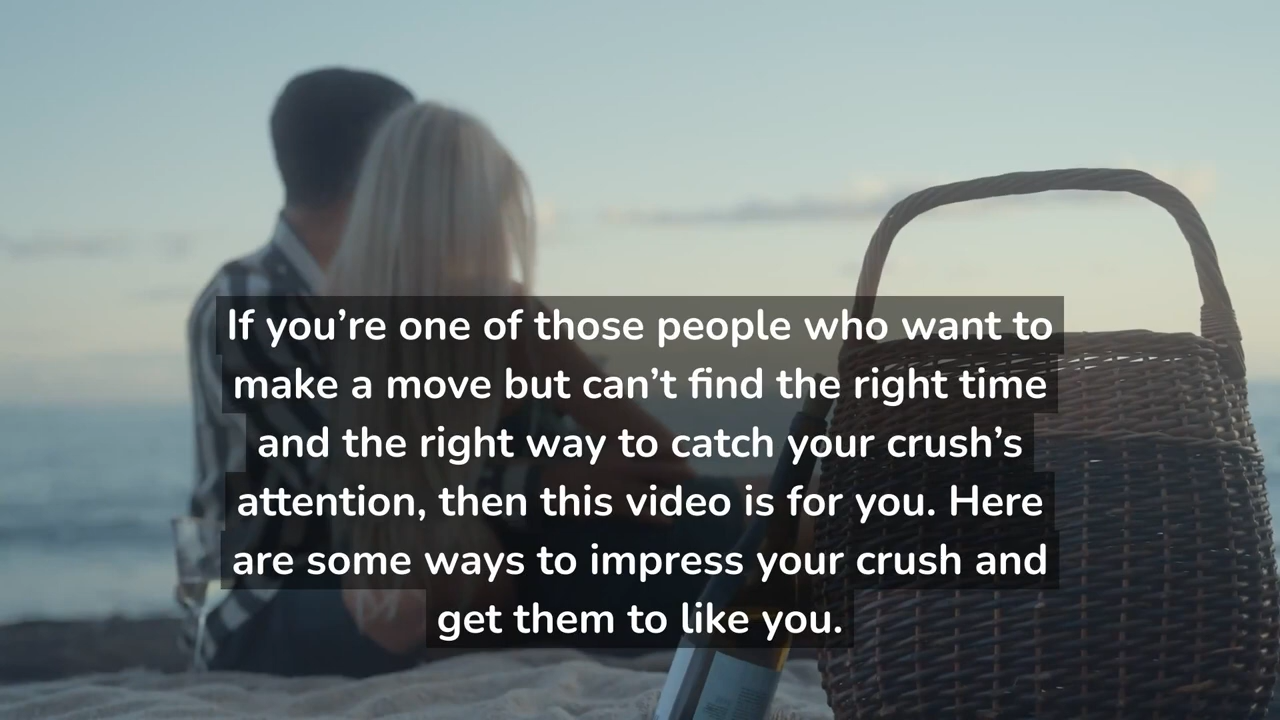 If you’re one of those people who want to
make a move but can’t find the right time
and the right way to catch your crush’s
attention, then this video is for you. Here
are some ways to impress your crush and
get them to like you.